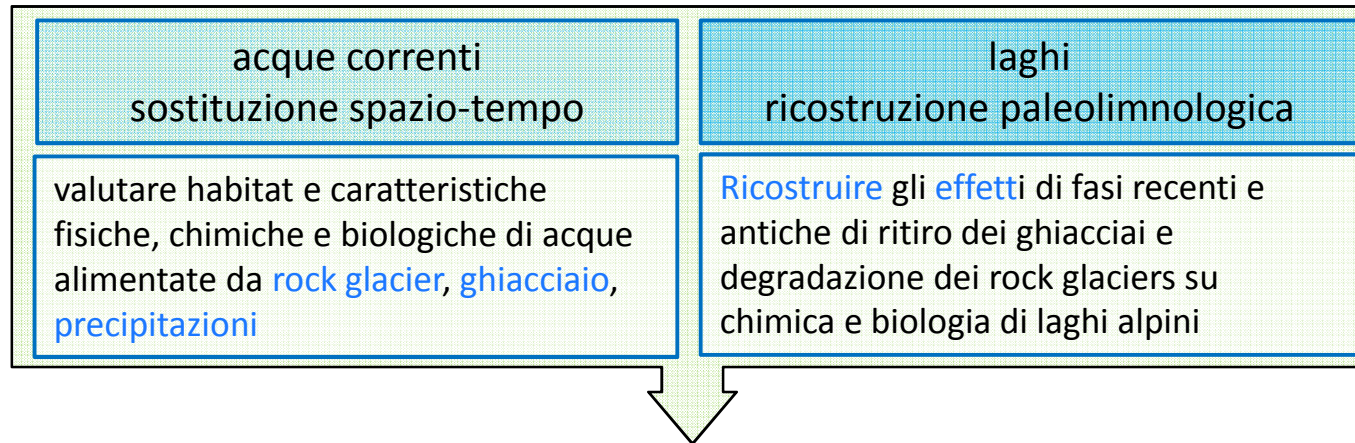 acque correnti
sostituzione spazio-tempo
valutare habitat e caratteristiche
fisiche, chimiche e biologiche di acque
alimentate da rock glacier, ghiacciaio,
precipitazioni
laghi
ricostruzione paleolimnologica
Ricostruire gli effetti di fasi recenti e
antiche di ritiro dei ghiacciai e
degradazione dei rock glaciers su
chimica e biologia di laghi alpini